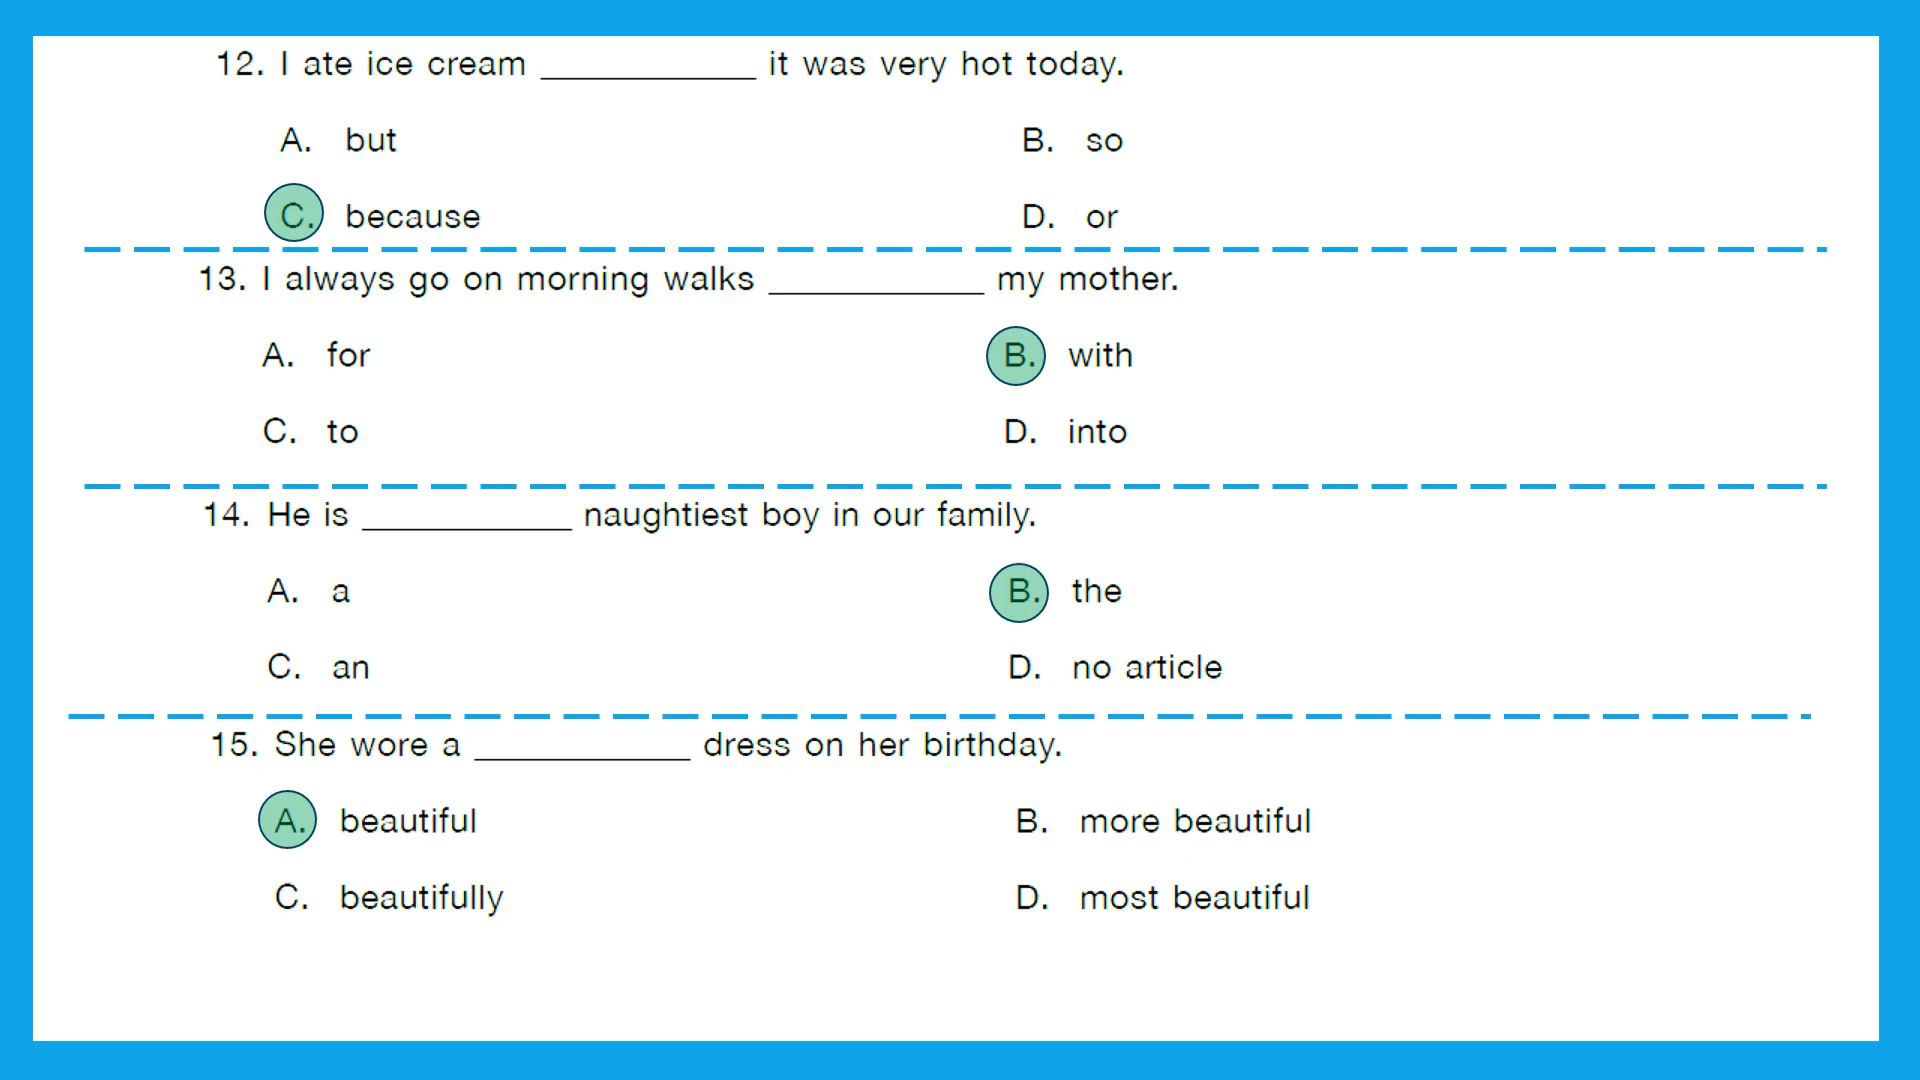 12. I ate ice cream ____________ it was very hot today.
A. but B. so
C. because D. or
13. I always go on morning walks ____________ my mother.
A. for B. with
C. to D. into
14. He is ____________ naughtiest boy in our family.
A. a B. the
C. an D. no article
15. She wore a ____________ dress on her birthday.
A. beautiful B. more beautiful
C. beautifully D. most beautiful